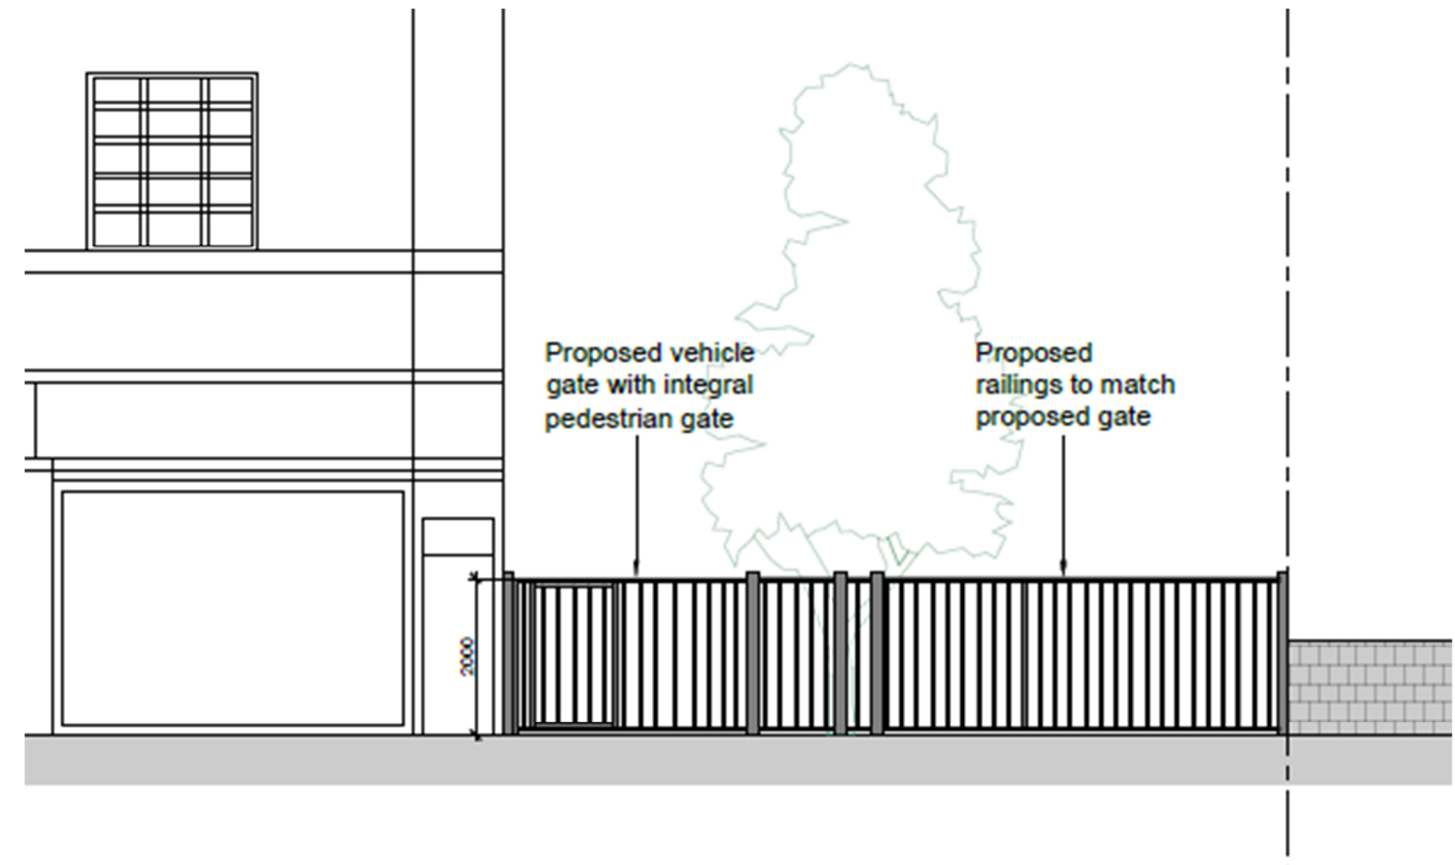 Proposed vehicle
gate with integral
pedestrian gate
Proposed
railings to match
proposed gate
2000